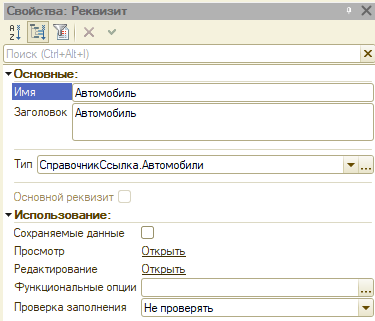 Свойства: Реквизит
Поиск (Ctrl+Alt+I)
Основные:
Имя Автомобиль
Заголовок Автомобиль
Тип СправочникСсылка.Автомобили
Основной реквизит
Использование:
Сохраняемые данные
Просмотр Открыть
Редактирование Открыть
Функциональные опции
Проверка заполнения Не проверять